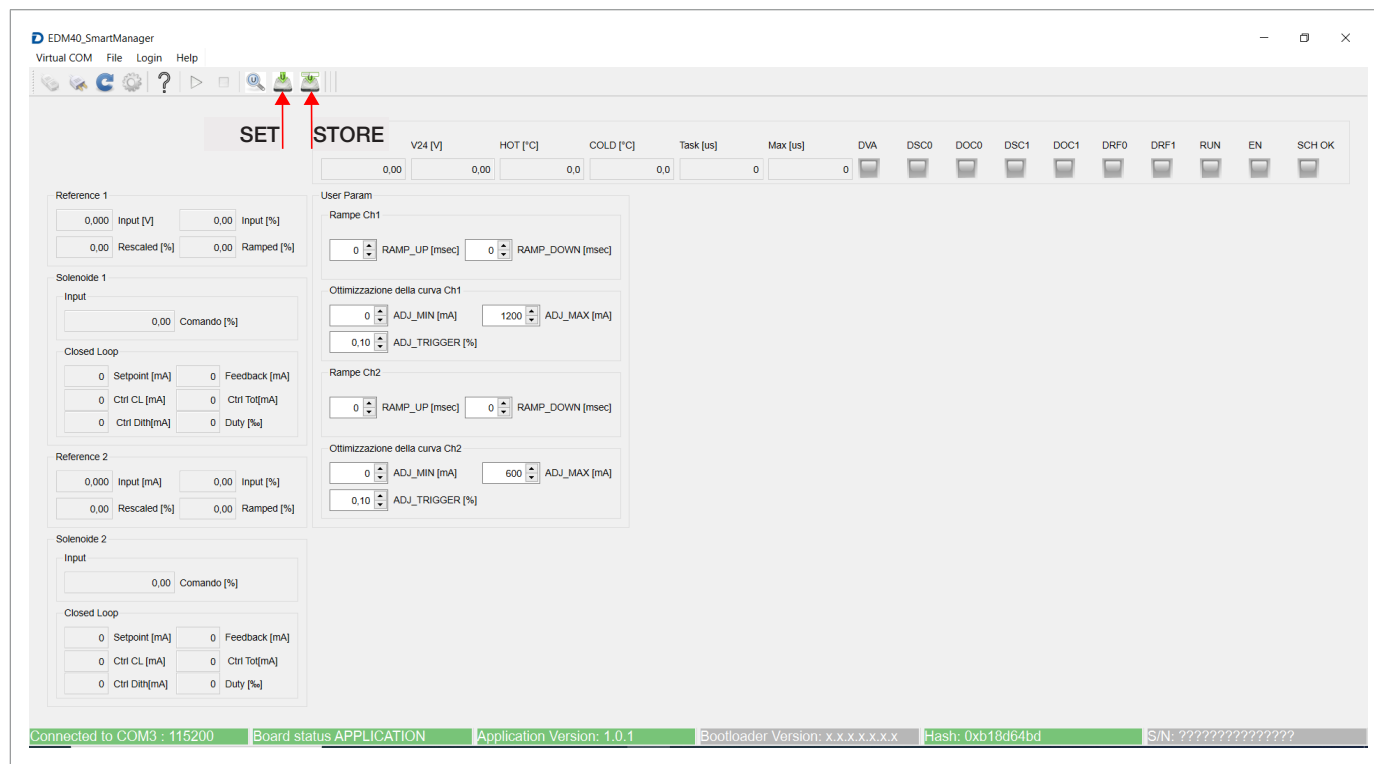 EDM40_SmartManager
Virtual COM File Login Help
SET STORE
V24 [V] HOT [°C] COLD [°C] Task [us] Max [us] DVA DSC0 DOC0 DSC1 DOC1 DRF0 DRF1 RUN EN SCH OK
0,00 0,00 0,0 0,0 0 0
Reference 1
0,000 Input [V] 0,00 Input [%]
0,00 Rescaled [%] 0,00 Ramped [%]
Solenoide 1
Input
0,00 Comando [%]
Closed Loop
0 Setpoint [mA] 0 Feedback [mA]
0 Ctrl CL [mA] 0 Ctrl Tot[mA]
0 Ctrl Dith[mA] 0 Duty [‰]
Reference 2
0,000 Input [mA] 0,00 Input [%]
0,00 Rescaled [%] 0,00 Ramped [%]
Solenoide 2
Input
0,00 Comando [%]
Closed Loop
0 Setpoint [mA] 0 Feedback [mA]
0 Ctrl CL [mA] 0 Ctrl Tot[mA]
0 Ctrl Dith[mA] 0 Duty [‰]
User Param
Rampe Ch1
0 RAMP_UP [msec] 0 RAMP_DOWN [msec]
Ottimizzazione della curva Ch1
0 ADJ_MIN [mA] 1200 ADJ_MAX [mA]
0,10 ADJ_TRIGGER [%]
Rampe Ch2
0 RAMP_UP [msec] 0 RAMP_DOWN [msec]
Ottimizzazione della curva Ch2
0 ADJ_MIN [mA] 600 ADJ_MAX [mA]
0,10 ADJ_TRIGGER [%]
Connected to COM3 : 115200 Board status APPLICATION Application Version: 1.0.1 Bootloader Version: x.x.x.x.x.x.x Hash: 0xb18d64bd S/N: ???????????????